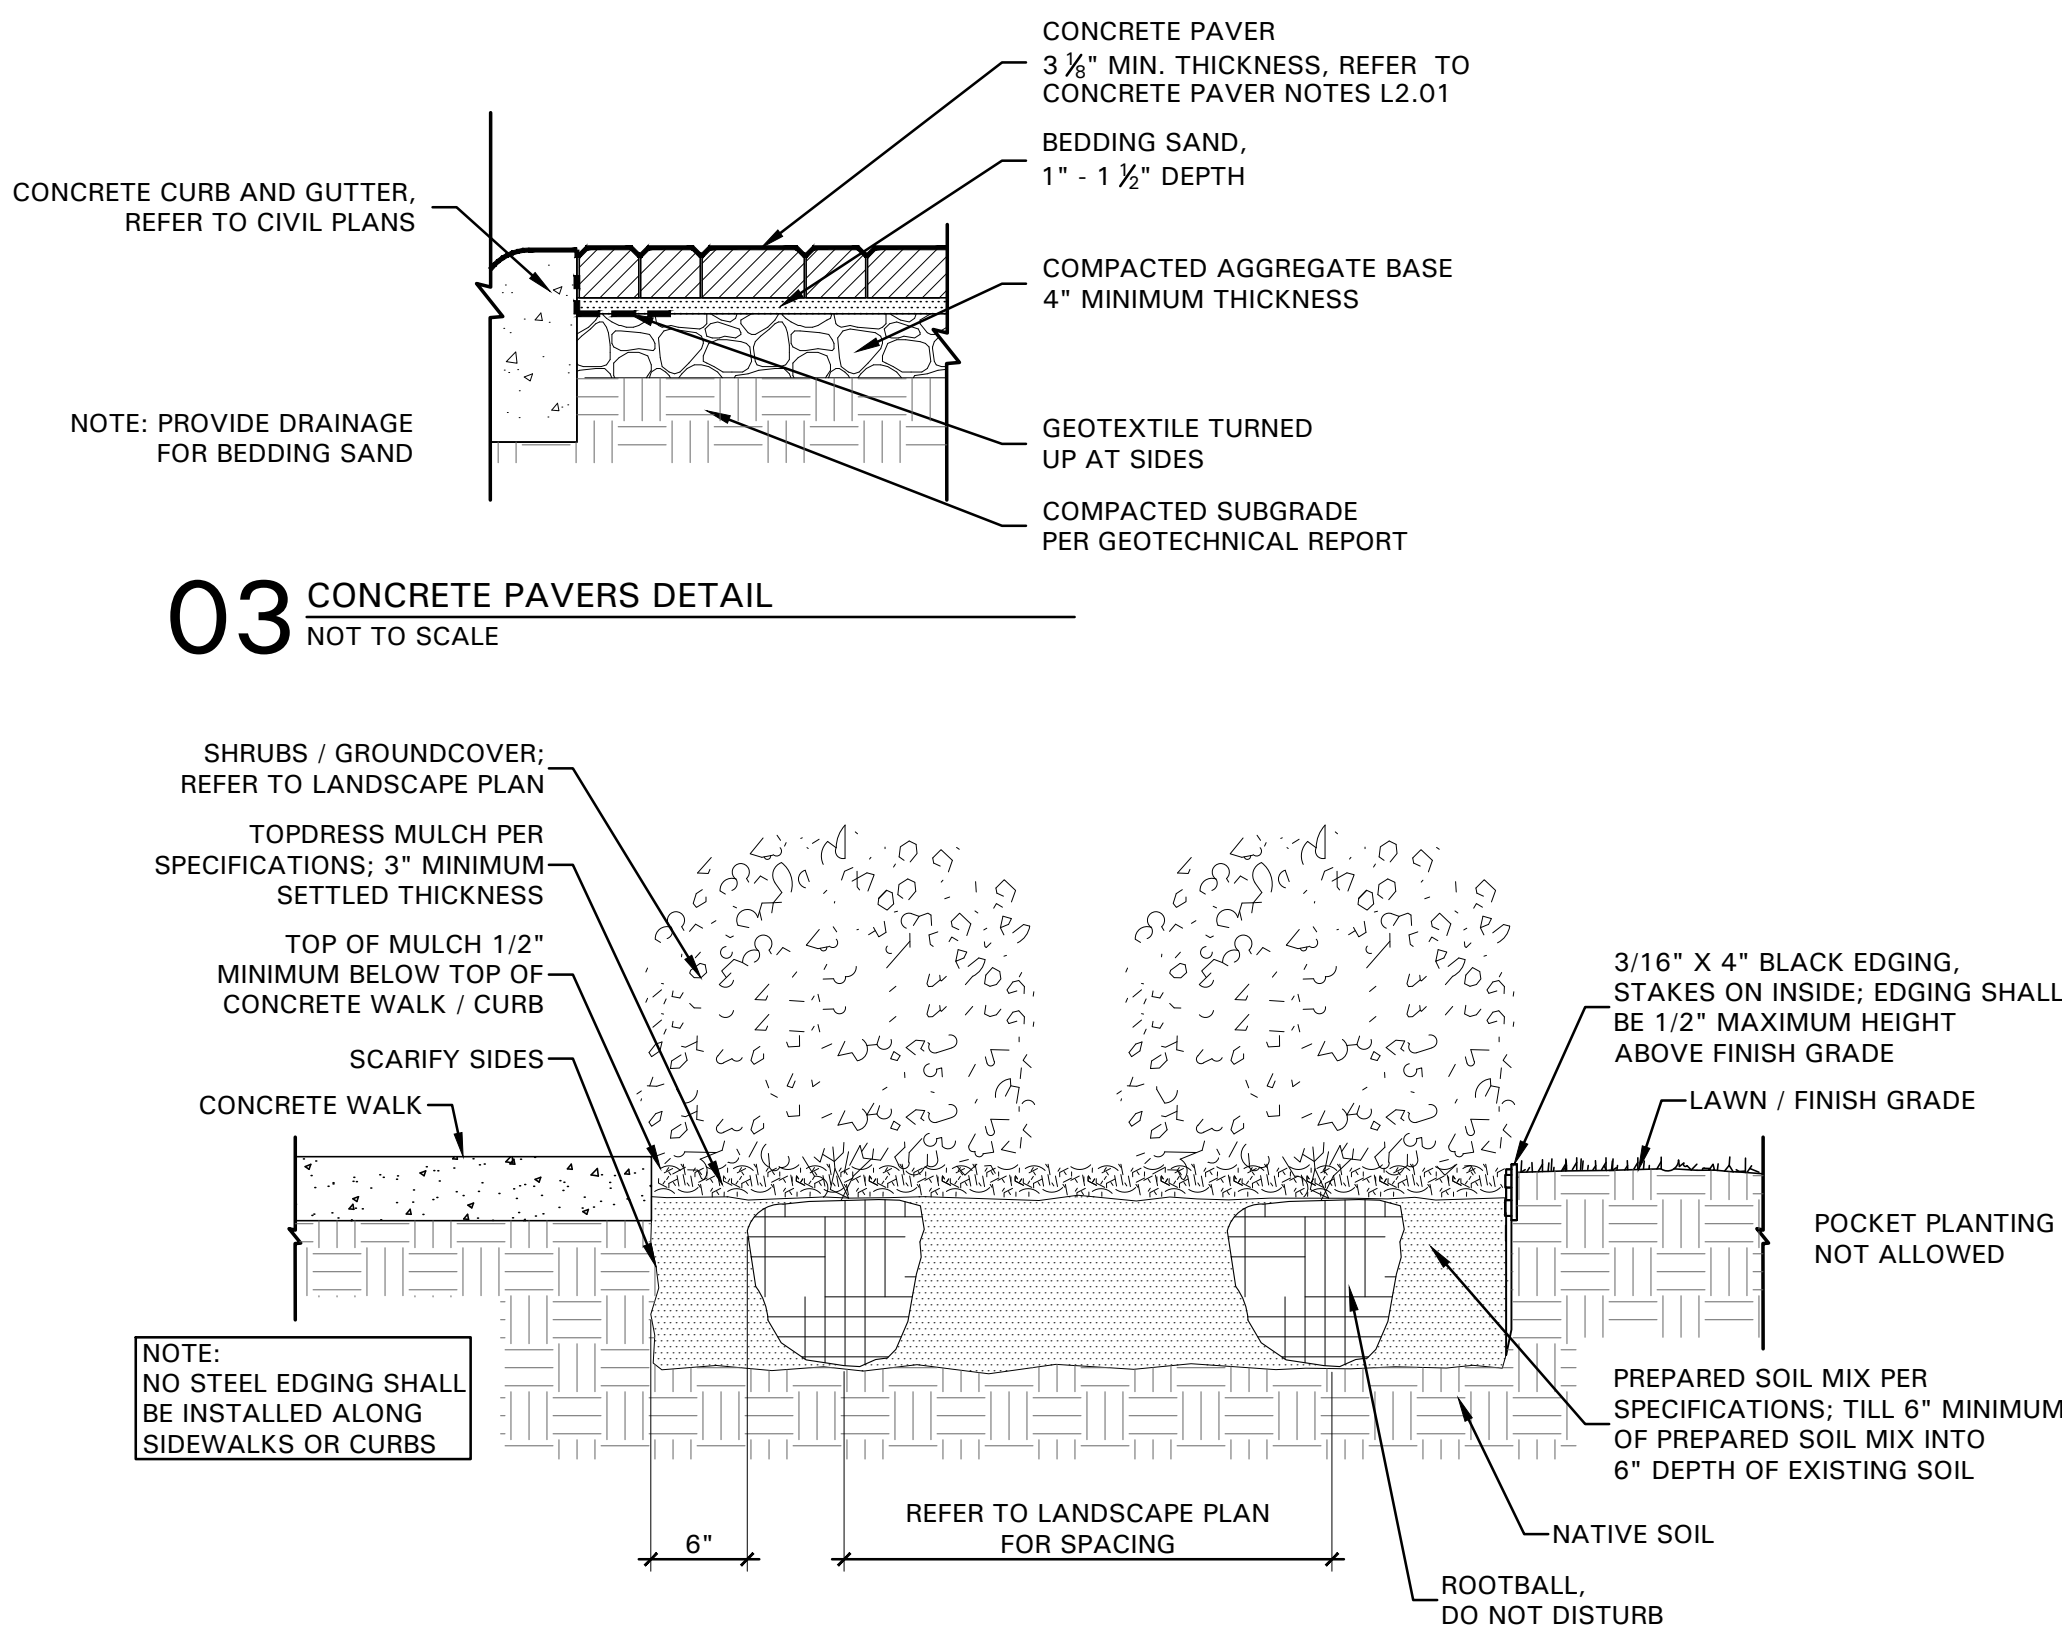 CONCRETE PAVER
3 1/8" MIN. THICKNESS, REFER TO
CONCRETE PAVER NOTES L2.01
BEDDING SAND,
1" - 1 1/2" DEPTH
CONCRETE CURB AND GUTTER,
REFER TO CIVIL PLANS
COMPACTED AGGREGATE BASE
4" MINIMUM THICKNESS
NOTE: PROVIDE DRAINAGE
FOR BEDDING SAND
GEOTEXTILE TURNED
UP AT SIDES
COMPACTED SUBGRADE
PER GEOTECHNICAL REPORT
03 CONCRETE PAVERS DETAIL
NOT TO SCALE
SHRUBS / GROUNDCOVER;
REFER TO LANDSCAPE PLAN
TOPDRESS MULCH PER
SPECIFICATIONS; 3" MINIMUM
SETTLED THICKNESS
TOP OF MULCH 1/2"
MINIMUM BELOW TOP OF
CONCRETE WALK / CURB
SCARIFY SIDES
CONCRETE WALK
3/16" X 4" BLACK EDGING,
STAKES ON INSIDE; EDGING SHALL
BE 1/2" MAXIMUM HEIGHT
ABOVE FINISH GRADE
LAWN / FINISH GRADE
POCKET PLANTING
NOT ALLOWED
NOTE:
NO STEEL EDGING SHALL
BE INSTALLED ALONG
SIDEWALKS OR CURBS
PREPARED SOIL MIX PER
SPECIFICATIONS; TILL 6" MINIMUM
OF PREPARED SOIL MIX INTO
6" DEPTH OF EXISTING SOIL
6"
REFER TO LANDSCAPE PLAN
FOR SPACING
NATIVE SOIL
ROOTBALL,
DO NOT DISTURB